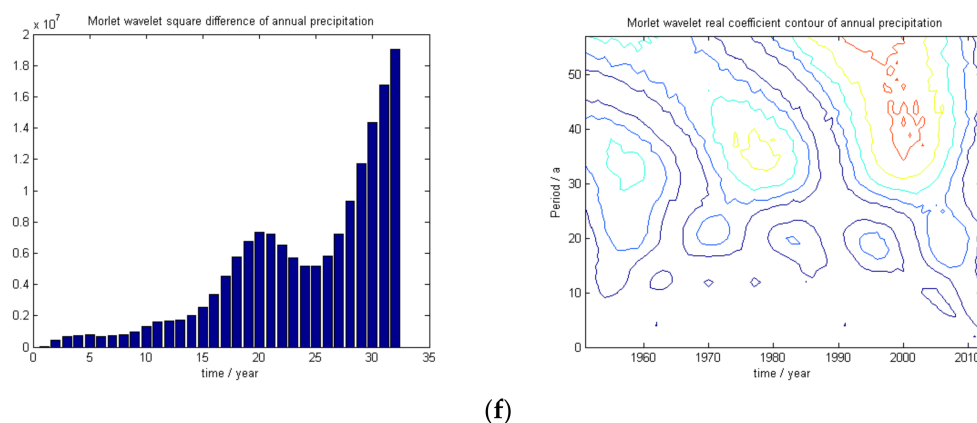 Morlet wavelet square difference of annual precipitation
x 10^7
2
1.8
1.6
1.4
1.2
1
0.8
0.6
0.4
0.2
0
0 5 10 15 20 25 30 35
time / year
Morlet wavelet real coefficient contour of annual precipitation
Period / a
50
40
30
20
10
0
1960 1970 1980 1990 2000 2010
time / year
(f)